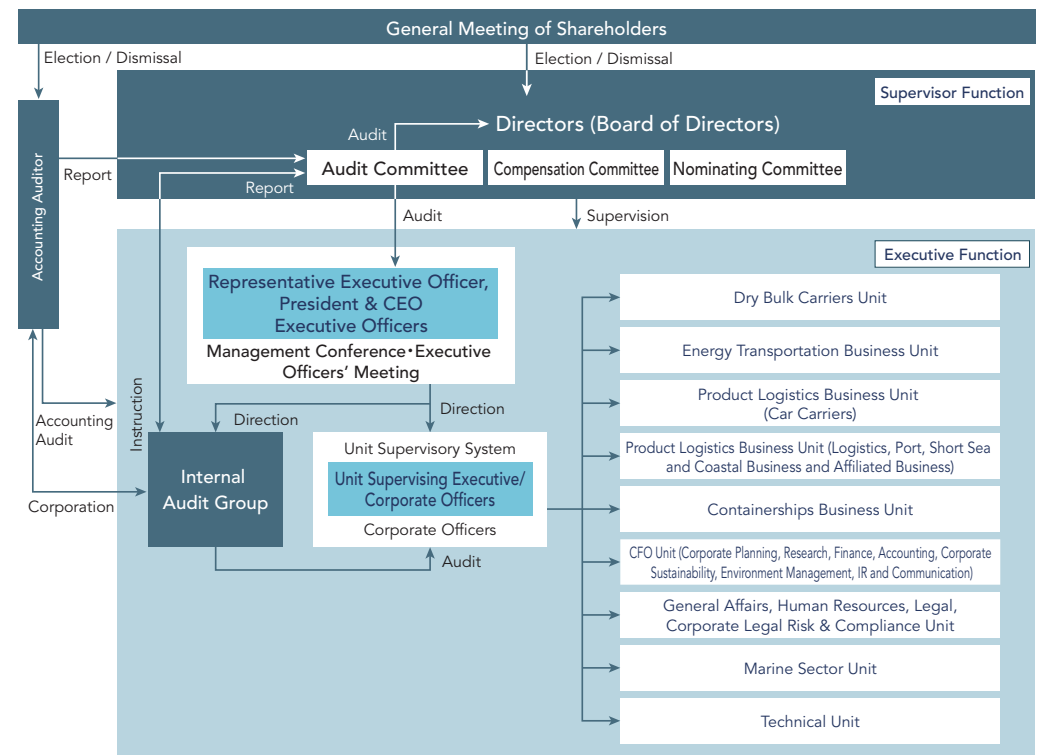 General Meeting of Shareholders
Election / Dismissal
Election / Dismissal
Supervisor Function
Directors (Board of Directors)
Audit
Accounting Auditor
Report
Audit Committee
Compensation Committee
Nominating Committee
Report
Audit
Supervision
Executive Function
Representative Executive Officer,
President & CEO
Executive Officers
Management Conference・Executive
Officers' Meeting
Direction
Direction
Instruction
Accounting
Audit
Corporation
Internal
Audit Group
Unit Supervisory System
Unit Supervising Executive/
Corporate Officers
Corporate Officers
Audit
Dry Bulk Carriers Unit
Energy Transportation Business Unit
Product Logistics Business Unit
(Car Carriers)
Product Logistics Business Unit (Logistics, Port, Short Sea
and Coastal Business and Affiliated Business)
Containerships Business Unit
CFO Unit (Corporate Planning, Research, Finance, Accounting, Corporate
Sustainability, Environment Management, IR and Communication)
General Affairs, Human Resources, Legal,
Corporate Legal Risk & Compliance Unit
Marine Sector Unit
Technical Unit